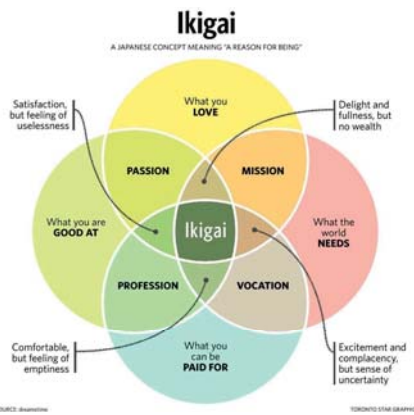 Ikigai
A JAPANESE CONCEPT MEANING "A REASON FOR BEING"
Satisfaction,
but feeling of
uselessness
What you
LOVE
Delight and
fullness, but
no wealth
PASSION
MISSION
What you are
GOOD AT
Ikigai
What the
world
NEEDS
PROFESSION
VOCATION
Comfortable,
but feeling of
emptiness
What you
can be
PAID FOR
Excitement and
complacency,
but sense of
uncertainty
dreamstime
TORONTO STAR GRAPHIC